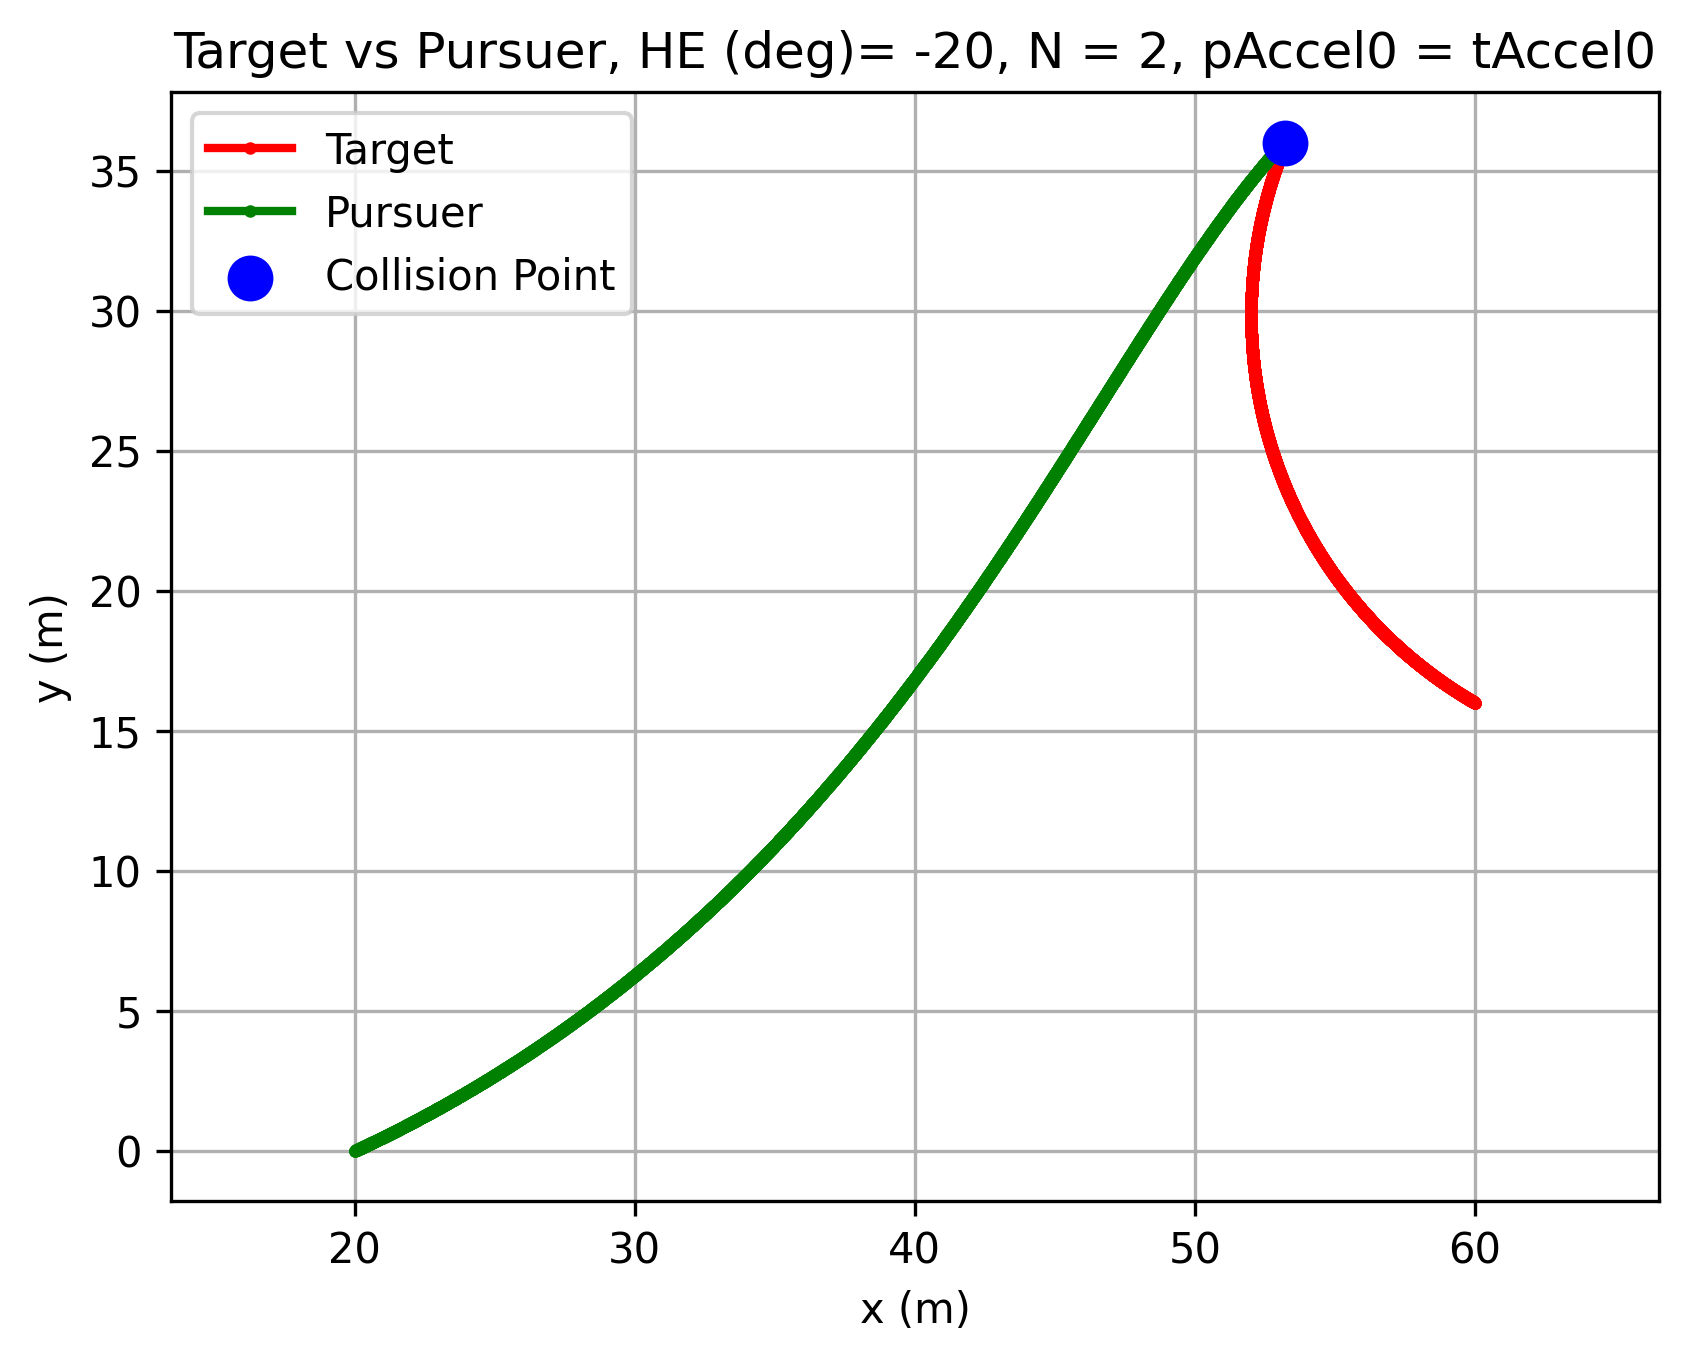 Target vs Pursuer, HE (deg)= -20, N = 2, pAccel0 = tAccel0
Target
Pursuer
Collision Point
35
30
25
20
15
10
5
0
y (m)
20
30
40
50
60
x (m)